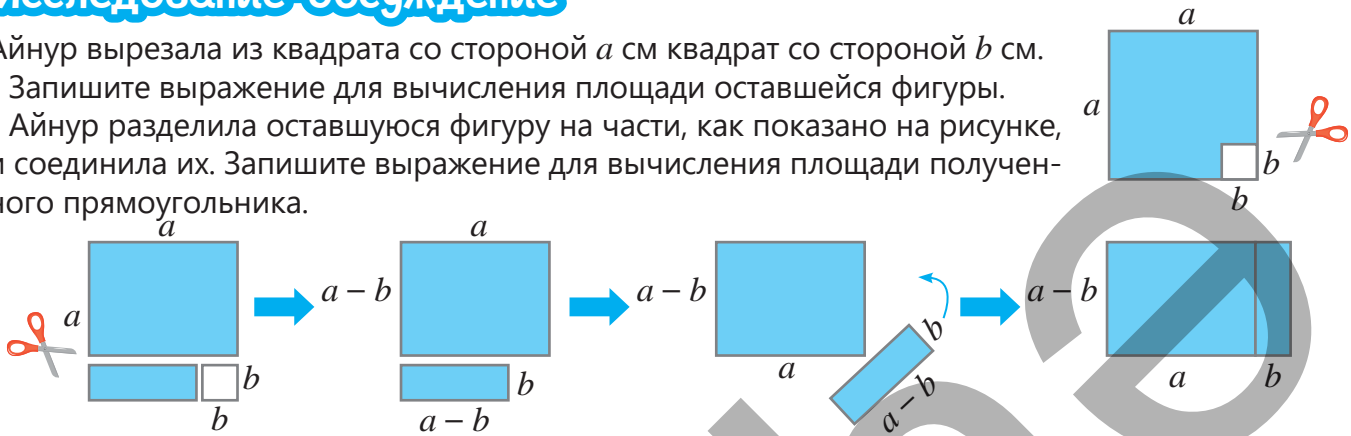 Исследование-обсуждение
Айнур вырезала из квадрата со стороной a см квадрат со стороной b см.
Запишите выражение для вычисления площади оставшейся фигуры.
Айнур разделила оставшуюся фигуру на части, как показано на рисунке,
и соединила их. Запишите выражение для вычисления площади получен-
ного прямоугольника.
a
a
b
b
a
a
b
b
a
a − b
b
a − b
a − b
a
b
a − b
a − b
a
b